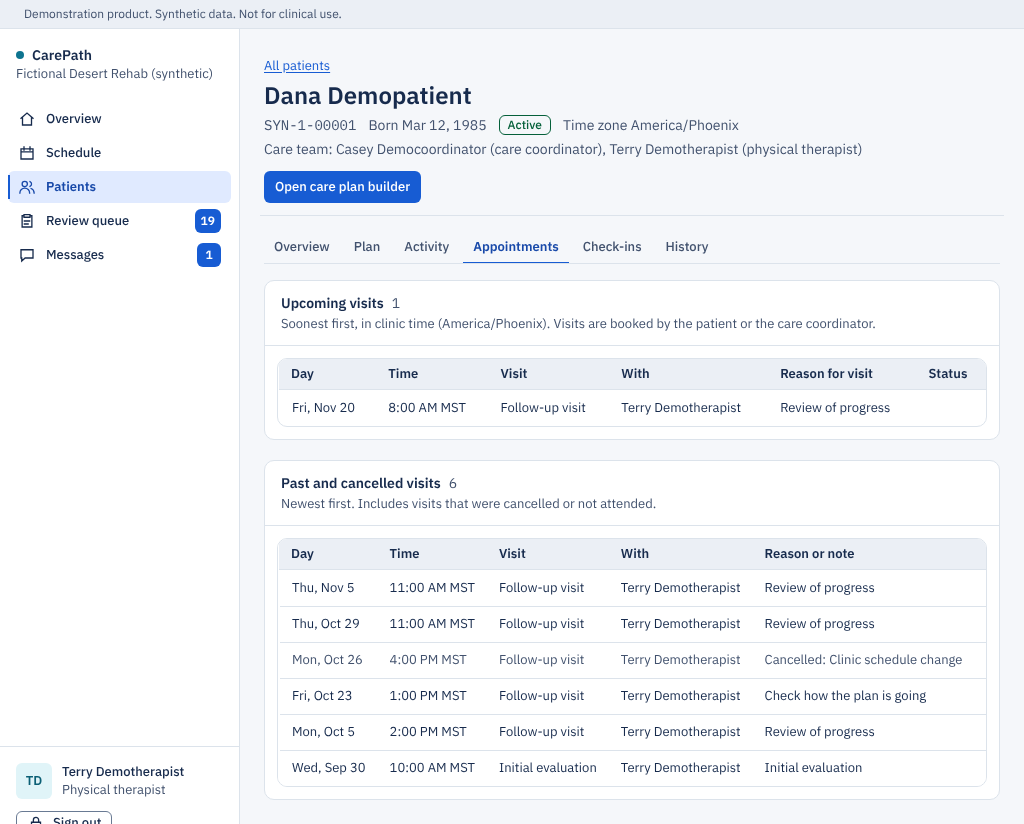 Demonstration product. Synthetic data. Not for clinical use.
CarePath
Fictional Desert Rehab (synthetic)
Overview
Schedule
Patients
Review queue 19
Messages 1
TD
Terry Demotherapist
Physical therapist
Sign out
All patients
Dana Demopatient
SYN-1-00001 Born Mar 12, 1985 Active Time zone America/Phoenix
Care team: Casey Democoordinator (care coordinator), Terry Demotherapist (physical therapist)
Open care plan builder
Overview Plan Activity Appointments Check-ins History
Upcoming visits 1
Soonest first, in clinic time (America/Phoenix). Visits are booked by the patient or the care coordinator.
Day Time Visit With Reason for visit Status
Fri, Nov 20 8:00 AM MST Follow-up visit Terry Demotherapist Review of progress
Past and cancelled visits 6
Newest first. Includes visits that were cancelled or not attended.
Day Time Visit With Reason or note
Thu, Nov 5 11:00 AM MST Follow-up visit Terry Demotherapist Review of progress
Thu, Oct 29 11:00 AM MST Follow-up visit Terry Demotherapist Review of progress
Mon, Oct 26 4:00 PM MST Follow-up visit Terry Demotherapist Cancelled: Clinic schedule change
Fri, Oct 23 1:00 PM MST Follow-up visit Terry Demotherapist Check how the plan is going
Mon, Oct 5 2:00 PM MST Follow-up visit Terry Demotherapist Review of progress
Wed, Sep 30 10:00 AM MST Initial evaluation Terry Demotherapist Initial evaluation